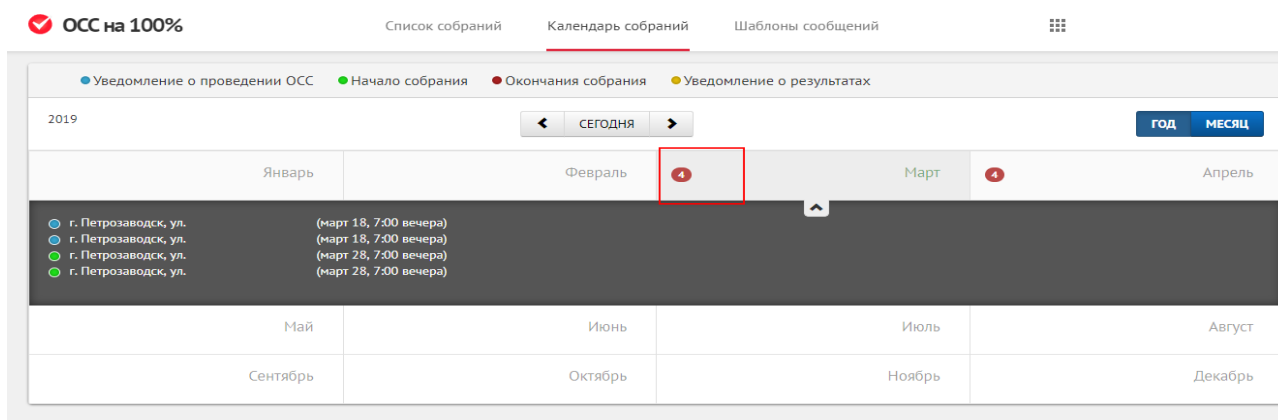 ОСС на 100% Список собраний Календарь собраний Шаблоны сообщений
Уведомление о проведении ОСС Начало собрания Окончания собрания Уведомление о результатах
2019 СЕГОДНЯ ГОД МЕСЯЦ
Январь Февраль 4 Март 4 Апрель
г. Петрозаводск, ул. (март 18, 7:00 вечера)
г. Петрозаводск, ул. (март 18, 7:00 вечера)
г. Петрозаводск, ул. (март 28, 7:00 вечера)
г. Петрозаводск, ул. (март 28, 7:00 вечера)
Май Июнь Июль Август
Сентябрь Октябрь Ноябрь Декабрь